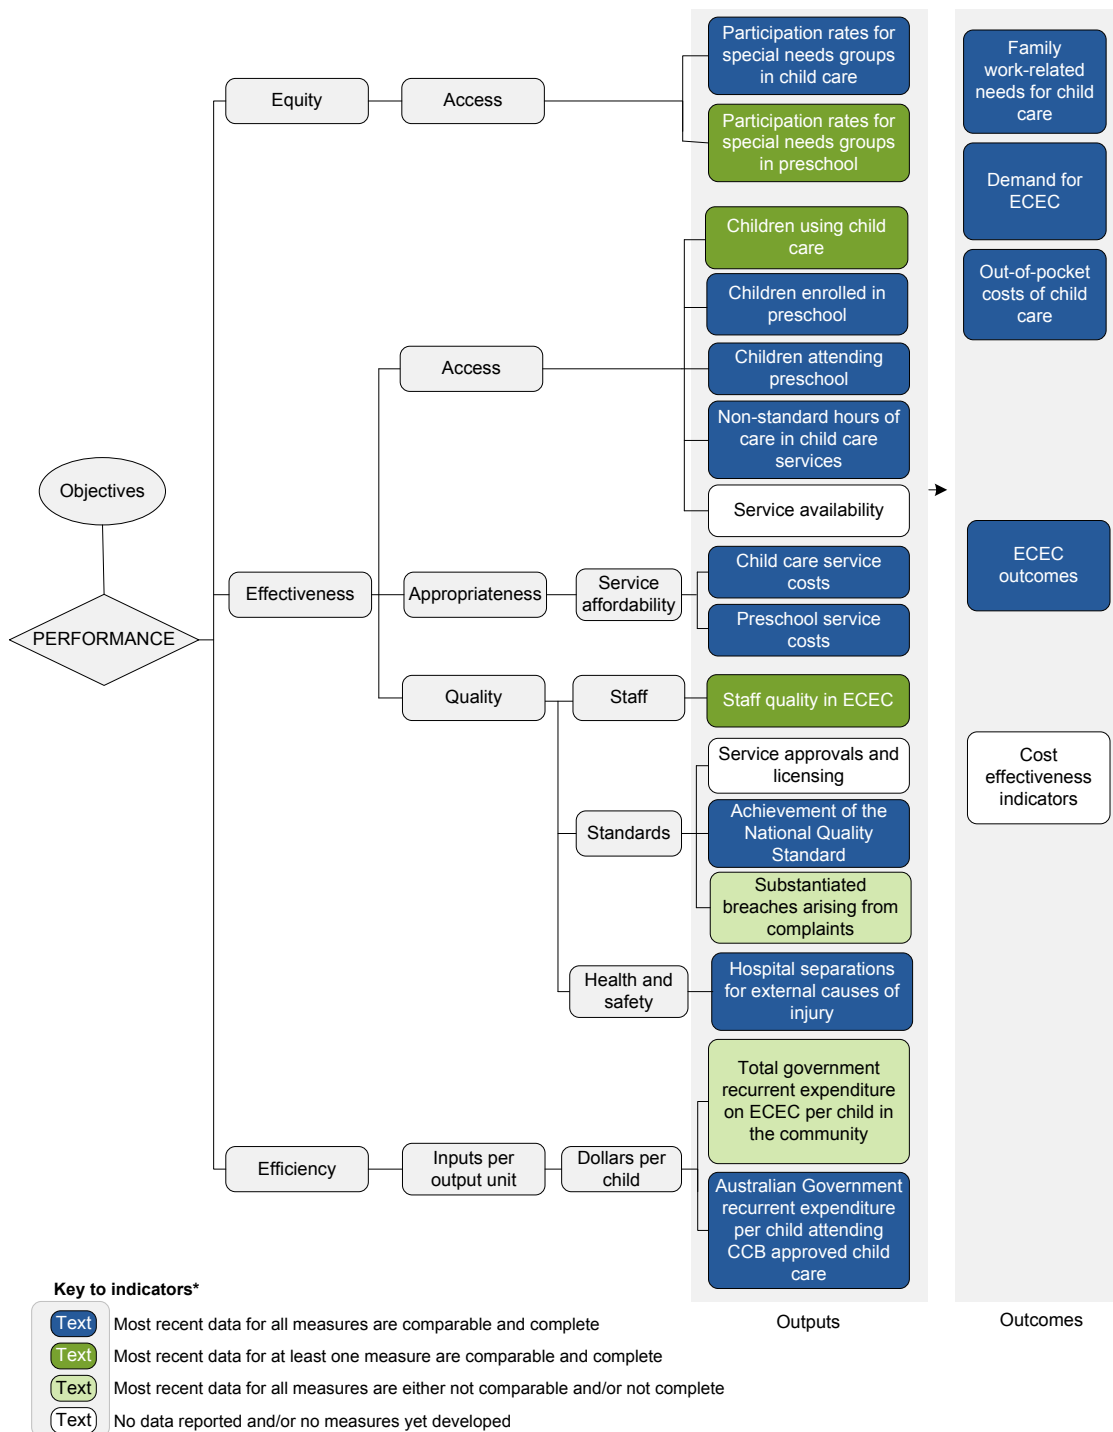 Objectives
PERFORMANCE
Equity
Access
Participation rates for
special needs groups
in child care
Participation rates for
special needs groups
in preschool
Effectiveness
Access
Children using child
care
Children enrolled in
preschool
Children attending
preschool
Non-standard hours of
care in child care
services
Service availability
Appropriateness
Service
affordability
Child care service
costs
Preschool service
costs
Quality
Staff
Staff quality in ECEC
Standards
Service approvals and
licensing
Achievement of the
National Quality
Standard
Substantiated
breaches arising from
complaints
Health and
safety
Hospital separations
for external causes of
injury
Efficiency
Inputs per
output unit
Dollars per
child
Total government
recurrent expenditure
on ECEC per child in
the community
Australian Government
recurrent expenditure
per child attending
CCB approved child
care
Outputs
Family
work-related
needs for child
care
Demand for
ECEC
Out-of-pocket
costs of child
care
ECEC
outcomes
Cost
effectiveness
indicators
Outcomes
Key to indicators*
Text Most recent data for all measures are comparable and complete
Text Most recent data for at least one measure are comparable and complete
Text Most recent data for all measures are either not comparable and/or not complete
Text No data reported and/or no measures yet developed